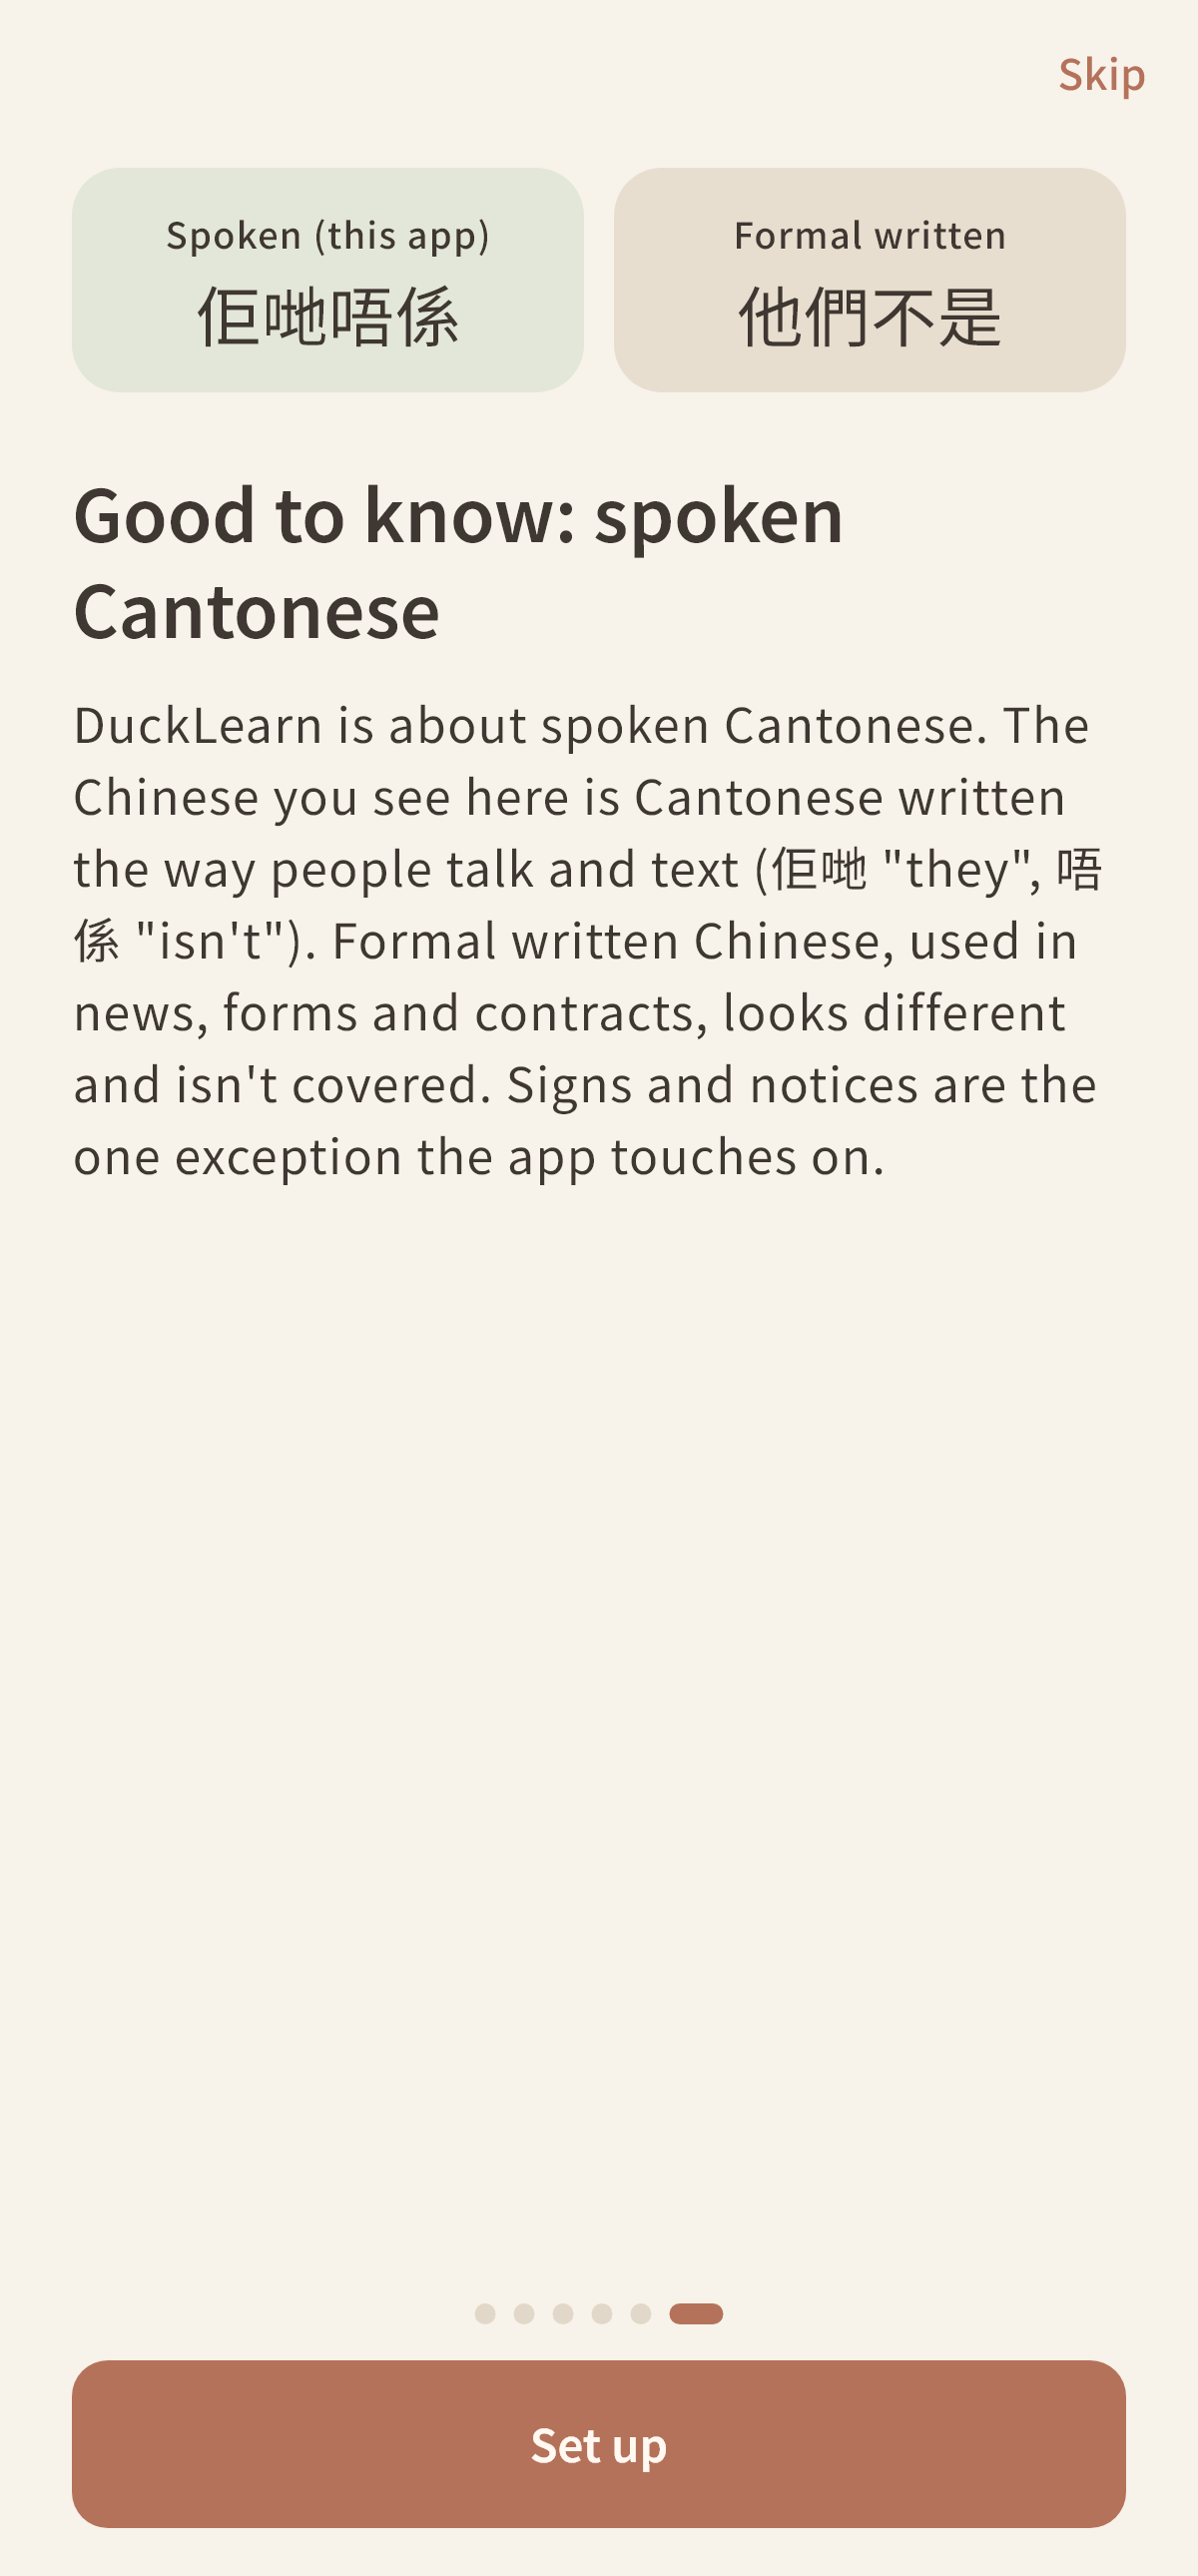 Skip
Spoken (this app)
佢哋唔係
Formal written
他們不是
Good to know: spoken
Cantonese
DuckLearn is about spoken Cantonese. The
Chinese you see here is Cantonese written
the way people talk and text (佢哋 "they", 唔
係 "isn't"). Formal written Chinese, used in
news, forms and contracts, looks different
and isn't covered. Signs and notices are the
one exception the app touches on.
Set up